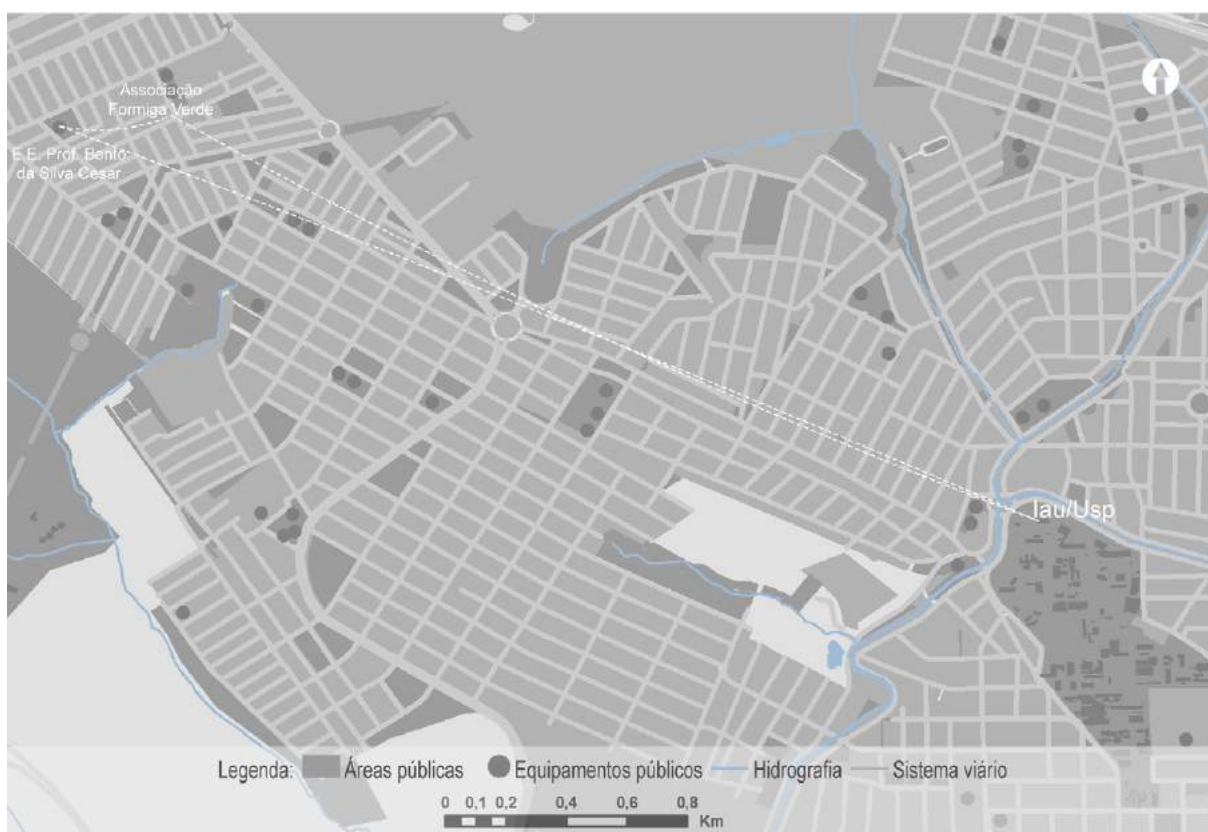 Associação
Formiga Verde
E.E. Prof. Bento
da Silva Cesar
Iau/Usp
Legenda: Áreas públicas Equipamentos públicos Hidrografia Sistema viário
0 0,1 0,2 0,4 0,6 0,8
Km